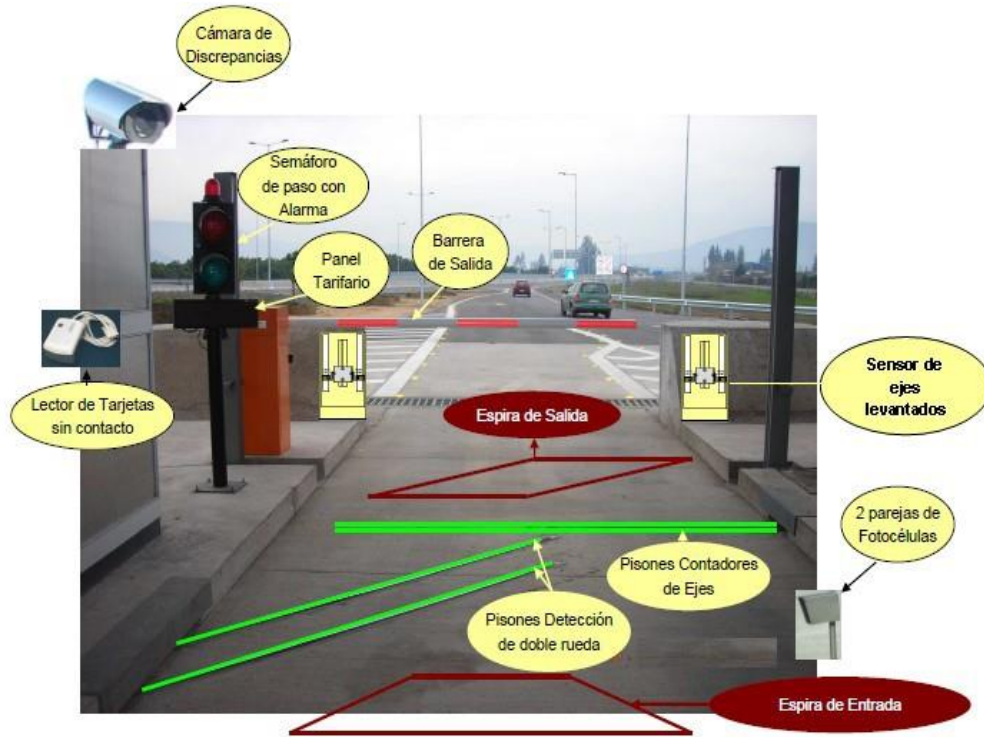 Cámara de
Discrepancias
Semáforo
de paso con
Alarma
Barrera
de Salida
Panel
Tarifario
Lector de Tarjetas
sin contacto
Sensor de
ejes
levantados
Espira de Salida
2 parejas de
Fotocélulas
Pisones Contadores
de Ejes
Pisones Detección
de doble rueda
Espira de Entrada